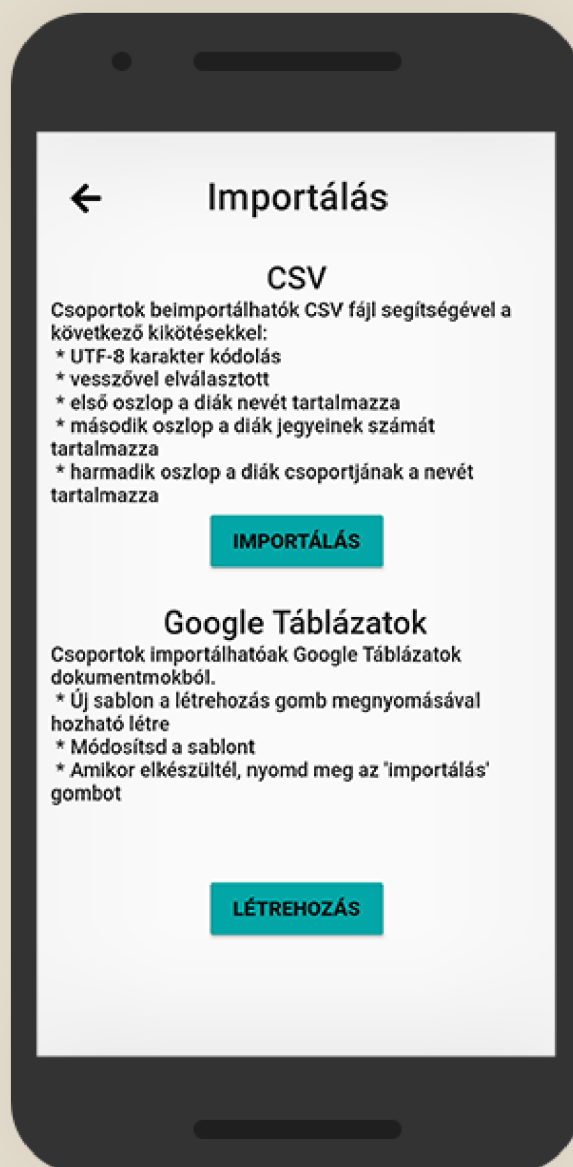 Importálás
CSV
Csoportok beimportálhatók CSV fájl segítségével a
következő kikötésekkel:
* UTF-8 karakter kódolás
* vesszővel elválasztott
* első oszlop a diák nevét tartalmazza
* második oszlop a diák jegyeinek számát
tartalmazza
* harmadik oszlop a diák csoportjának a nevét
tartalmazza
IMPORTÁLÁS
Google Táblázatok
Csoportok importálhatóak Google Táblázatok
dokumentmokból.
* Új sablon a létrehozás gomb megnyomásával
hozható létre
* Módosítsd a sablont
* Amikor elkészültél, nyomd meg az 'importálás'
gombot
LÉTREHOZÁS